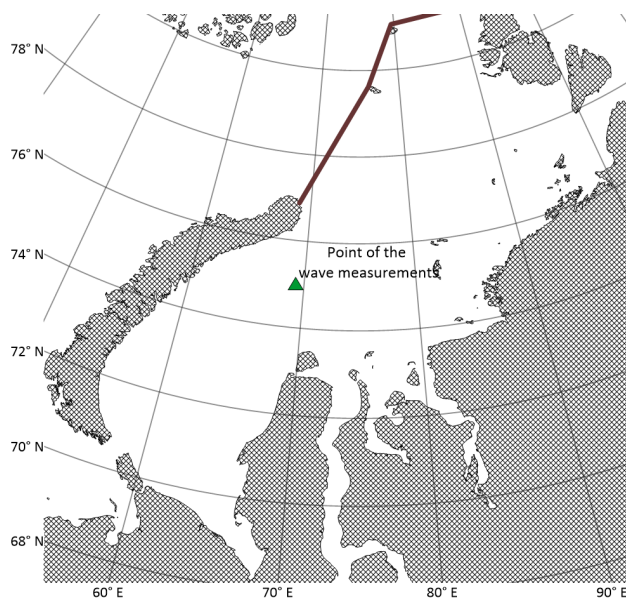 78° N
76° N
74° N
72° N
70° N
68° N
Point of the
wave measurements
60° E
70° E
80° E
90° E